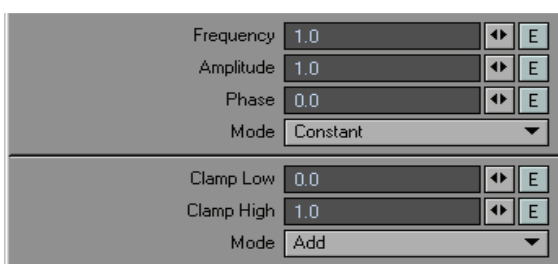 Frequency 1.0 E
Amplitude 1.0 E
Phase 0.0 E
Mode Constant
Clamp Low 0.0 E
Clamp High 1.0 E
Mode Add